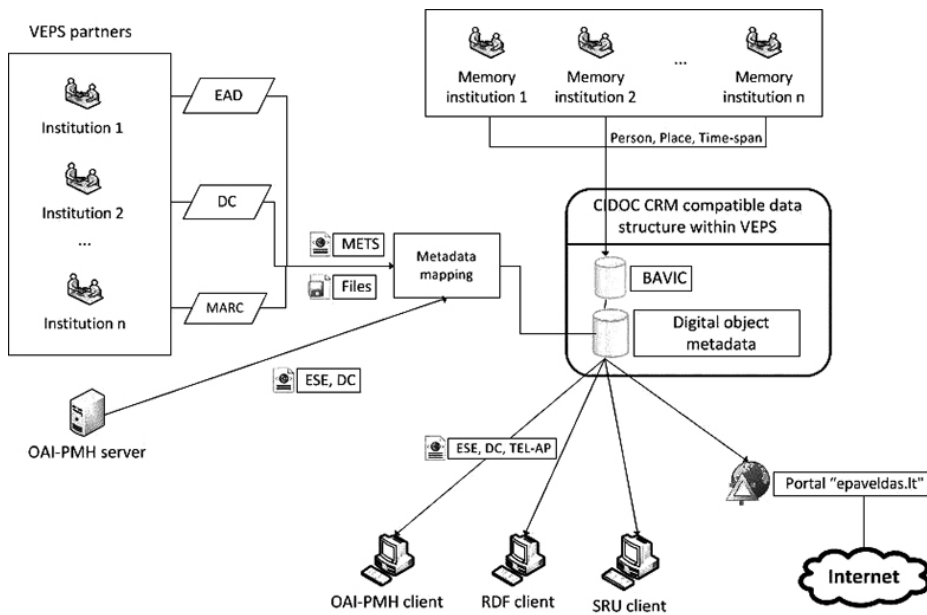 VEPS partners
Institution 1
Institution 2
...
Institution n
EAD
DC
MARC
METS
Files
Metadata
mapping
OAI-PMH server
ESE, DC
Memory
institution 1
Memory
institution 2
...
Memory
institution n
Person, Place, Time-span
CIDOC CRM compatible data
structure within VEPS
BAVIC
Digital object
metadata
ESE, DC, TEL-AP
OAI-PMH client
RDF client
SRU client
Portal "epaveldas.lt"
Internet